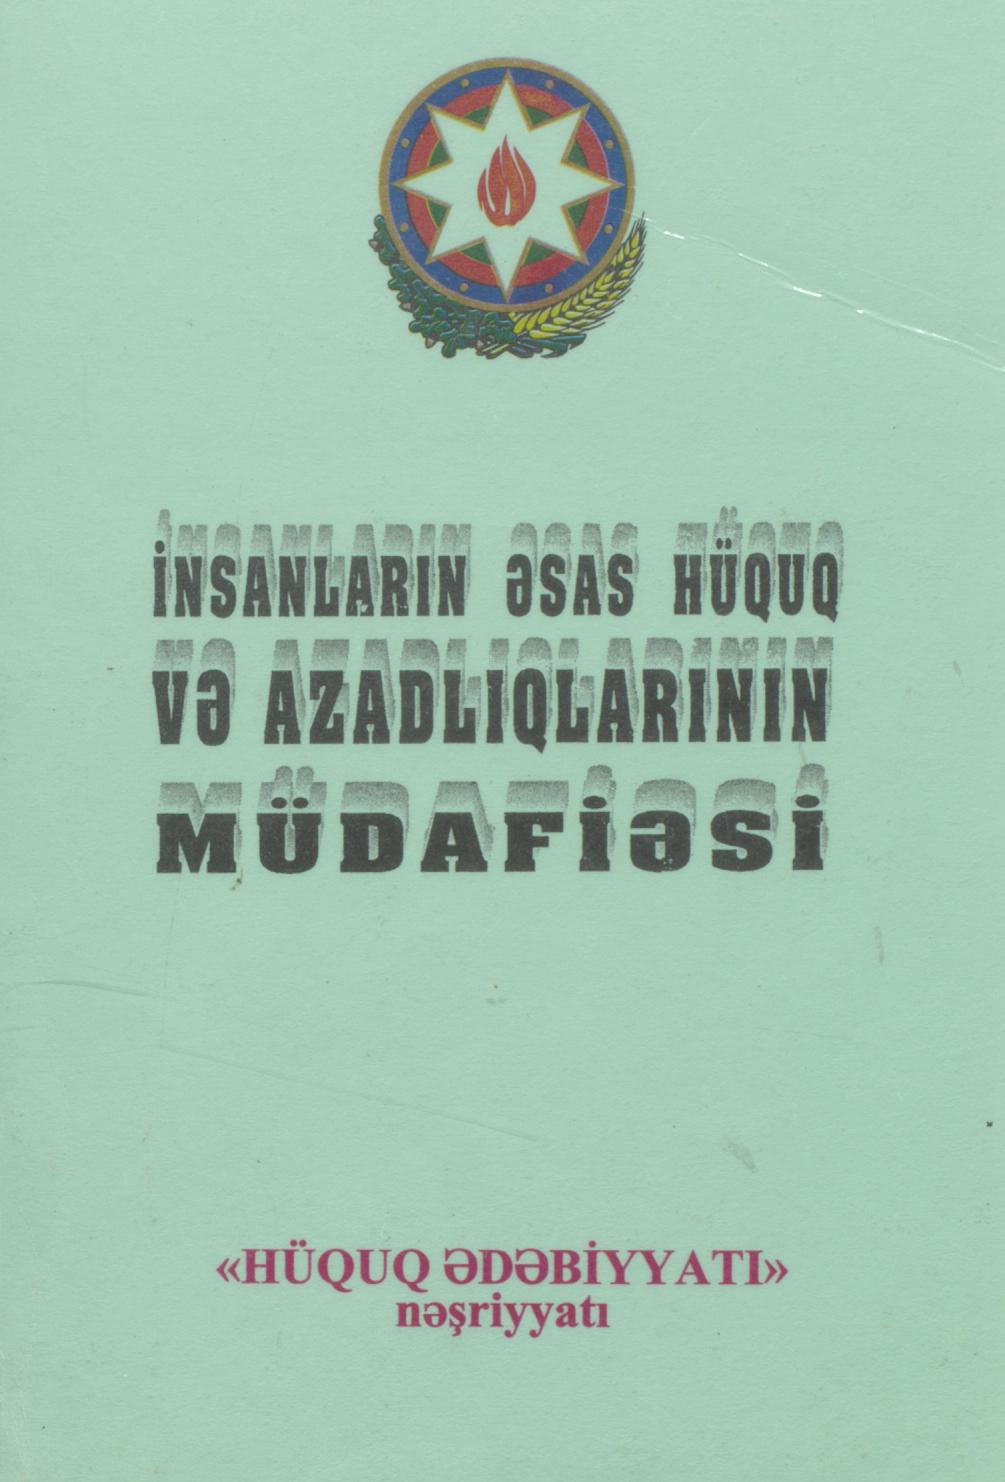 İNSANLARIN ƏSAS HÜQUQ
VƏ AZADLIQLARININ
MÜDAFİƏSİ
«HÜQUQ ƏDƏBİYYATI»
nəşriyyatı